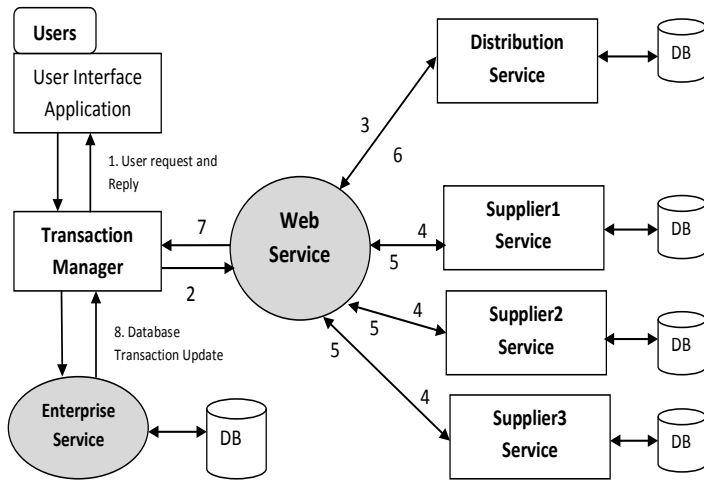 Users
User Interface
Application
1. User request and
Reply
Transaction
Manager
7
2
8. Database
Transaction Update
Enterprise
Service
DB
Web
Service
3
6
Distribution
Service
DB
4
5
Supplier1
Service
DB
4
5
Supplier2
Service
DB
5
4
Supplier3
Service
DB